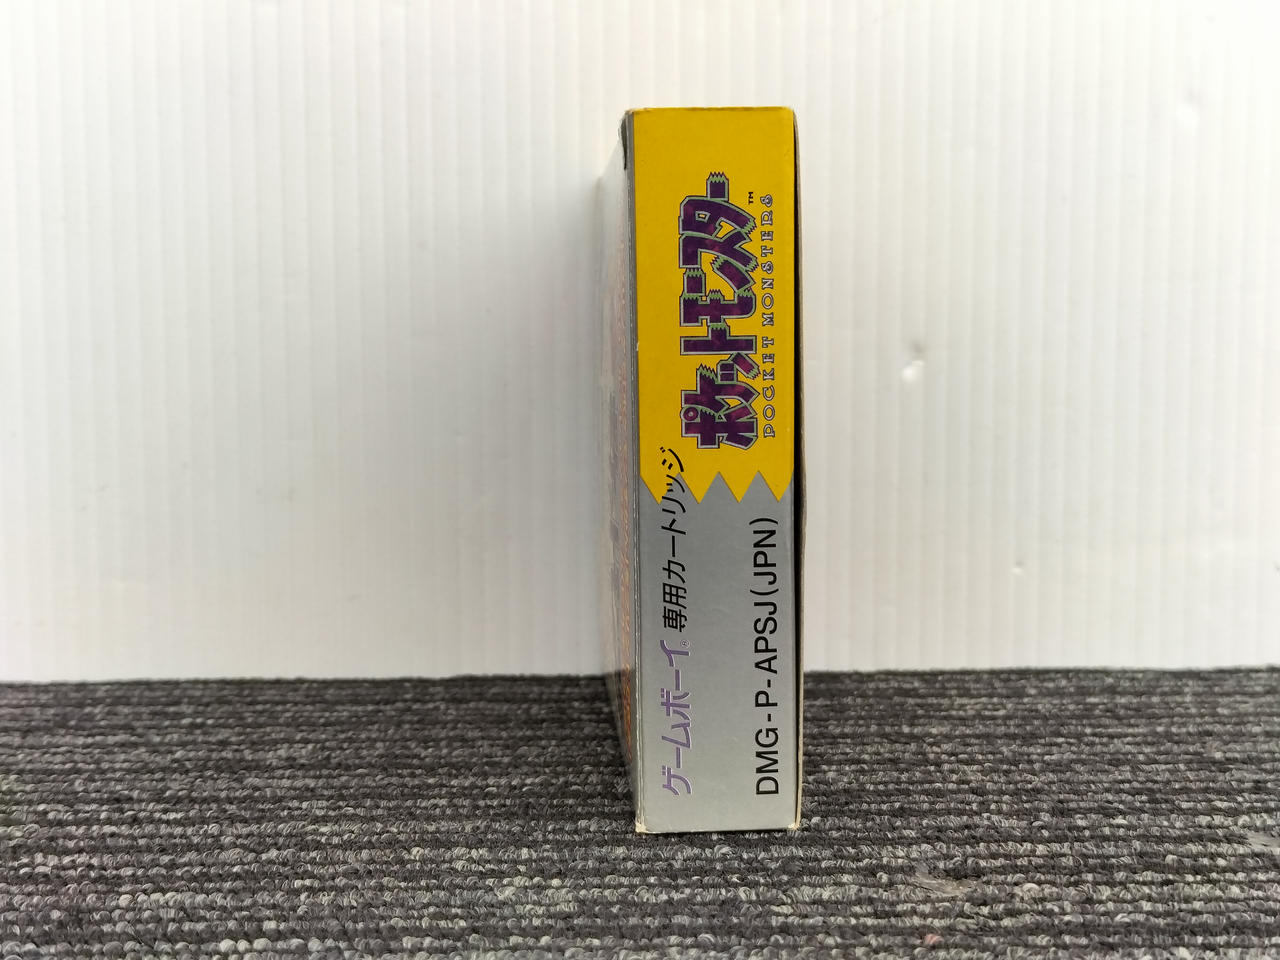 ポケットモンスター™
POCKET MONSTERS
ゲームボーイ® 専用カートリッジ
DMG-P-APSJ(JPN)